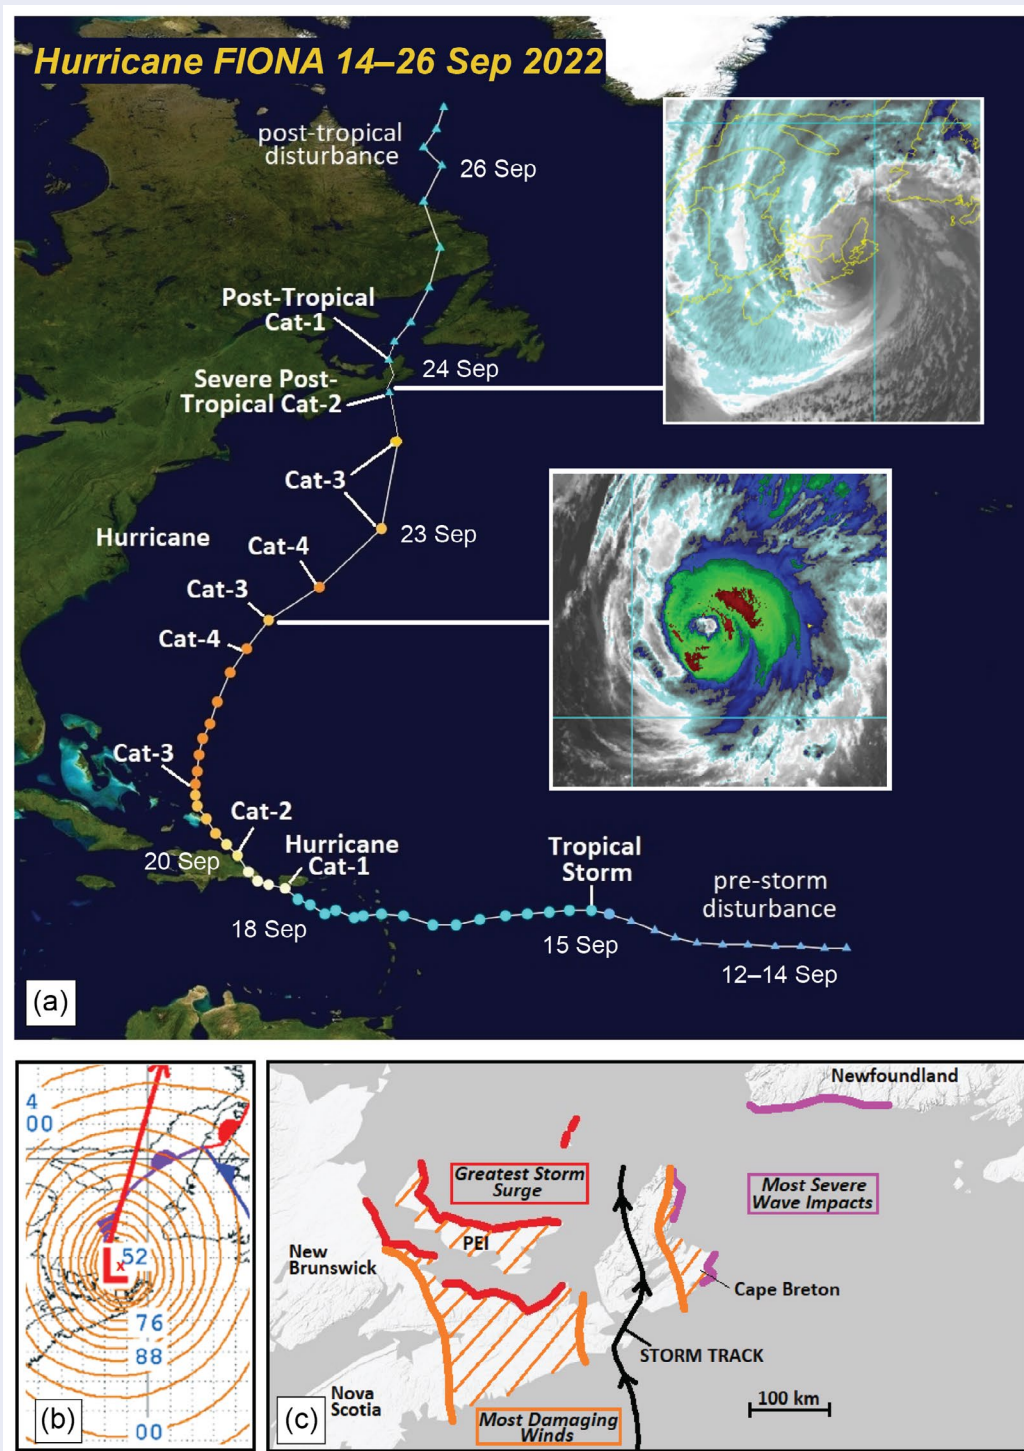 Hurricane FIONA 14–26 Sep 2022
post-tropical
disturbance
26 Sep
Post-Tropical
Cat-1
24 Sep
Severe Post-
Tropical Cat-2
Cat-3
23 Sep
Hurricane
Cat-4
Cat-3
Cat-4
Cat-3
Cat-2
20 Sep
Hurricane
Cat-1
18 Sep
Tropical
Storm
15 Sep
pre-storm
disturbance
12–14 Sep
(a)
4
00
L
x
52
76
88
00
(b)
Newfoundland
Greatest Storm
Surge
Most Severe
Wave Impacts
PEI
New
Brunswick
Cape Breton
STORM TRACK
Nova
Scotia
Most Damaging
Winds
100 km
(c)